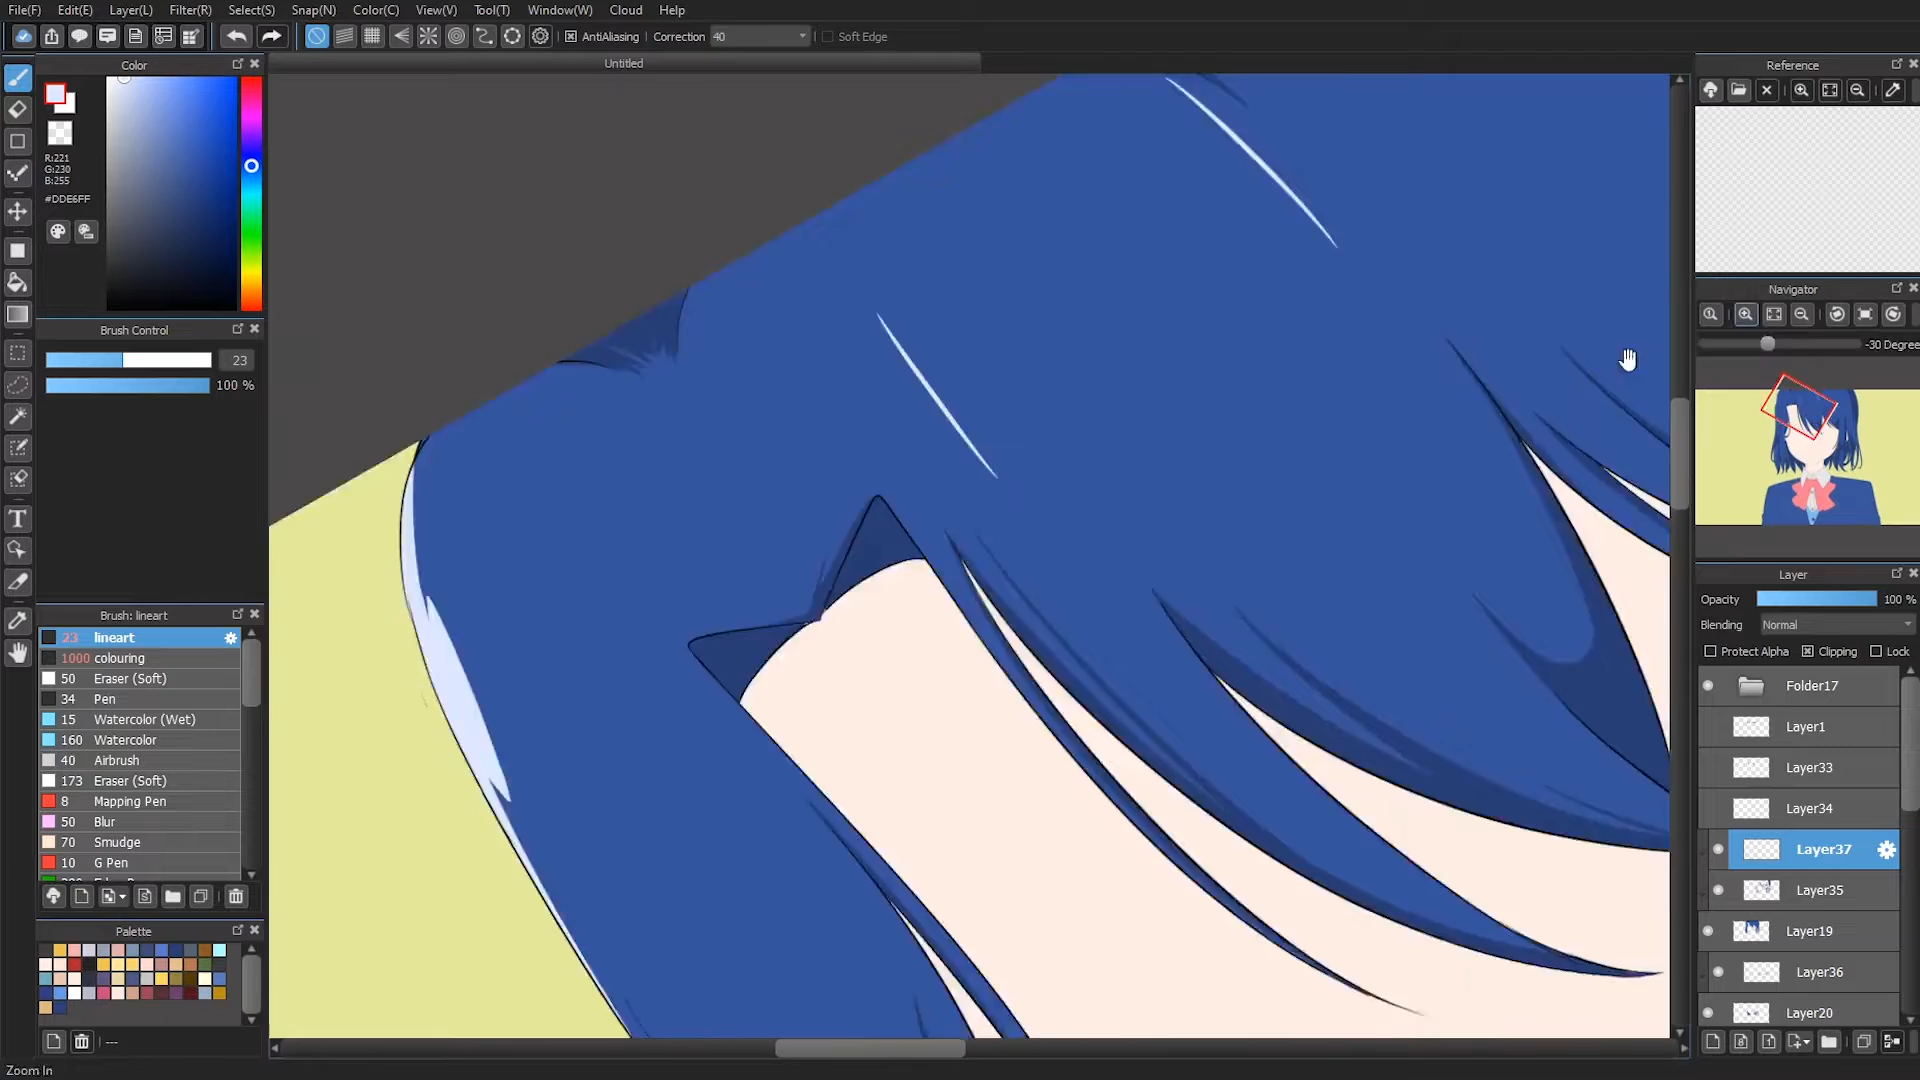 File(F) Edit(E) Layer(L) Filter(R) Select(S) Snap(N) Color(C) View(V) Tool(T) Window(W) Cloud Help
AntiAliasing Correction 40 Soft Edge
Color
Untitled
Reference
R:221
G:230
B:255
#DDE6FF
Navigator
-30 Degree
Brush Control
23
100 %
Layer
Opacity 100 %
Blending Normal
Protect Alpha Clipping Lock
Brush: lineart
23 lineart
1000 colouring
50 Eraser (Soft)
34 Pen
15 Watercolor (Wet)
160 Watercolor
40 Airbrush
173 Eraser (Soft)
8 Mapping Pen
50 Blur
70 Smudge
10 G Pen
Folder17
Layer1
Layer33
Layer34
Layer37
Layer35
Layer19
Layer36
Layer20
Palette
---
Zoom In